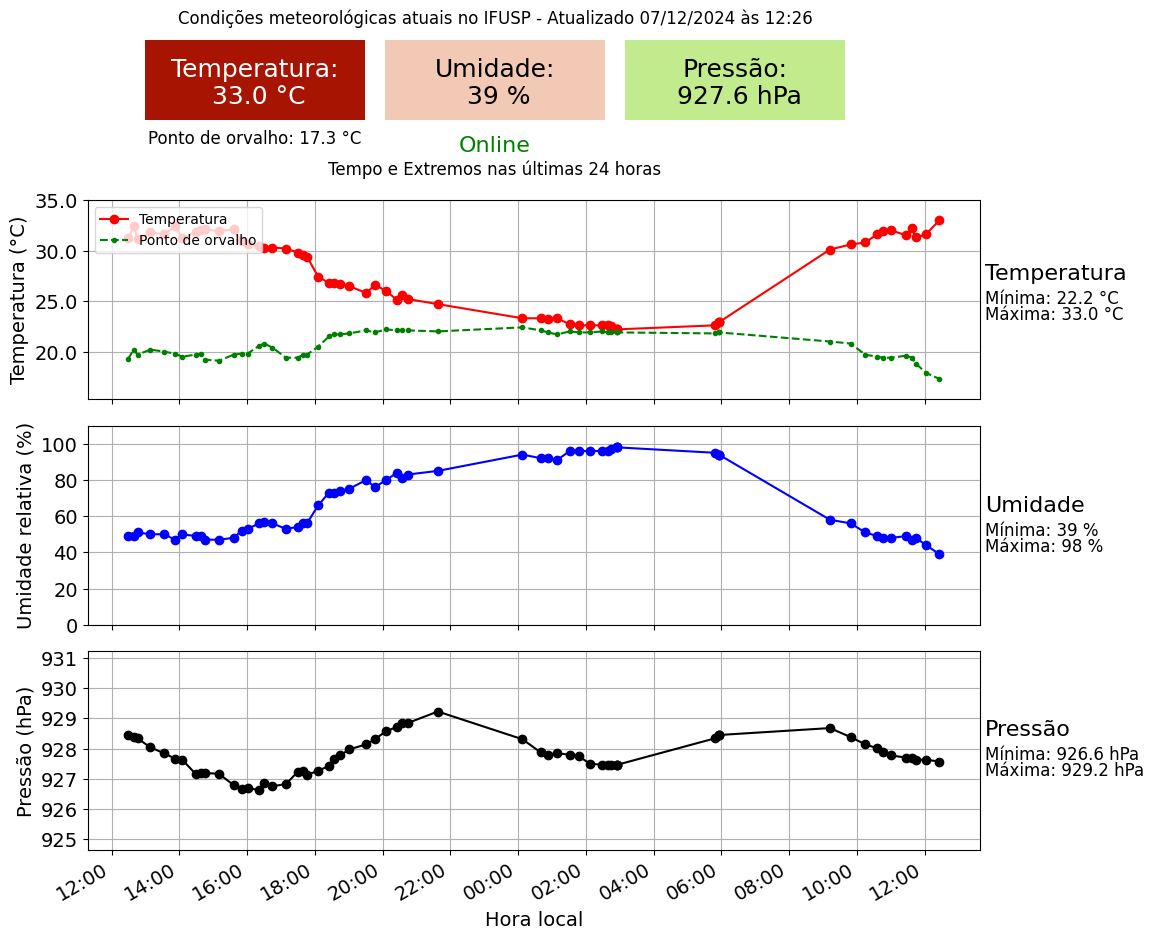 Condições meteorológicas atuais no IFUSP - Atualizado 07/12/2024 às 12:26
Temperatura:
33.0 °C
Umidade:
39 %
Pressão:
927.6 hPa
Ponto de orvalho: 17.3 °C
Online
Tempo e Extremos nas últimas 24 horas
Temperatura (°C)
35.0
30.0
25.0
20.0
Temperatura
Ponto de orvalho
Temperatura
Mínima: 22.2 °C
Máxima: 33.0 °C
Umidade relativa (%)
100
80
60
40
20
0
Umidade
Mínima: 39 %
Máxima: 98 %
Pressão (hPa)
931
930
929
928
927
926
925
Pressão
Mínima: 926.6 hPa
Máxima: 929.2 hPa
12:00
14:00
16:00
18:00
20:00
22:00
00:00
02:00
04:00
06:00
08:00
10:00
12:00
Hora local